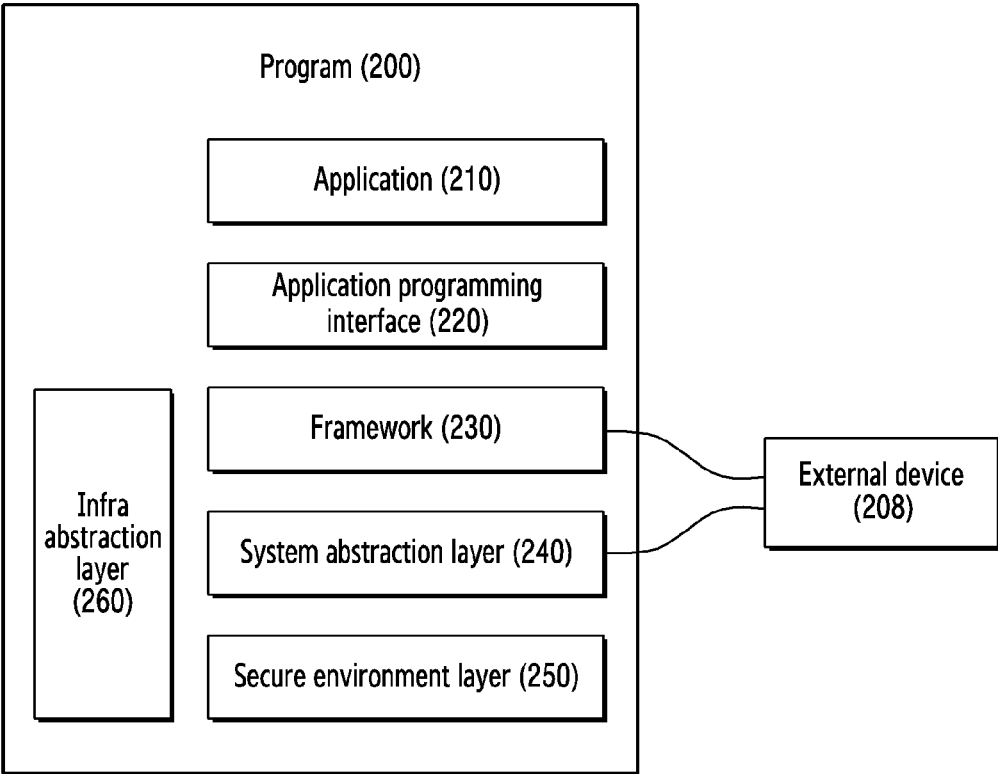 Program (200)
Application (210)
Application programming
interface (220)
Framework (230)
System abstraction layer (240)
Secure environment layer (250)
Infra
abstraction
layer
(260)
External device
(208)